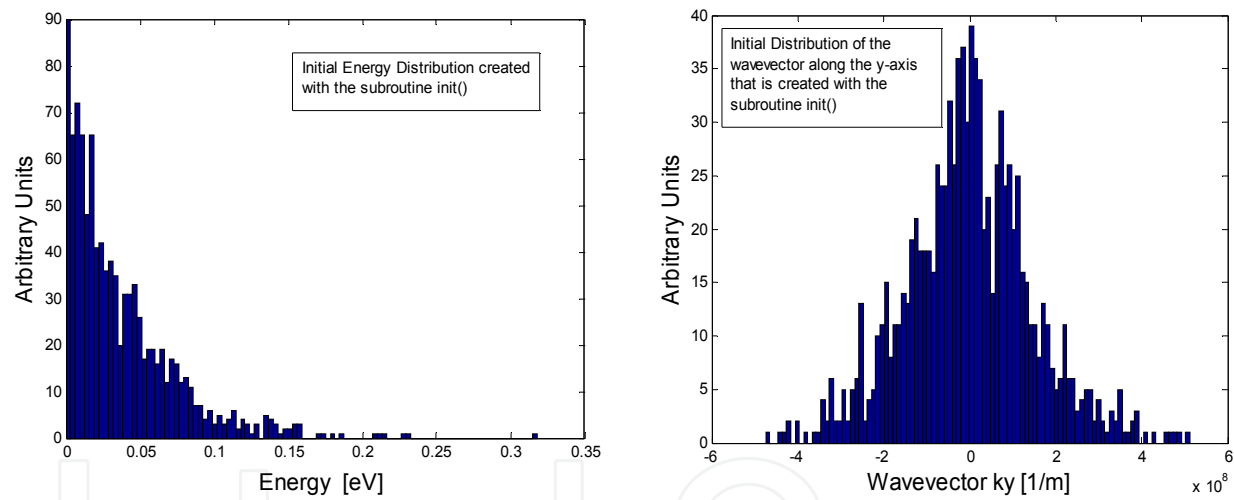 90
80
70
60
50
40
30
20
10
0
Arbitrary Units
Initial Energy Distribution created
with the subroutine init()
0 0.05 0.1 0.15 0.2 0.25 0.3 0.35
Energy [eV]
40
35
30
25
20
15
10
5
0
Arbitrary Units
Initial Distribution of the
wavevector along the y-axis
that is created with the
subroutine init()
-6 -4 -2 0 2 4 6
Wavevector ky [1/m]
x 10^8